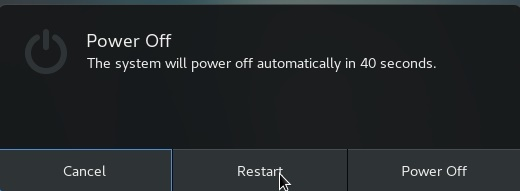 Power Off
The system will power off automatically in 40 seconds.
Cancel
Restart
Power Off